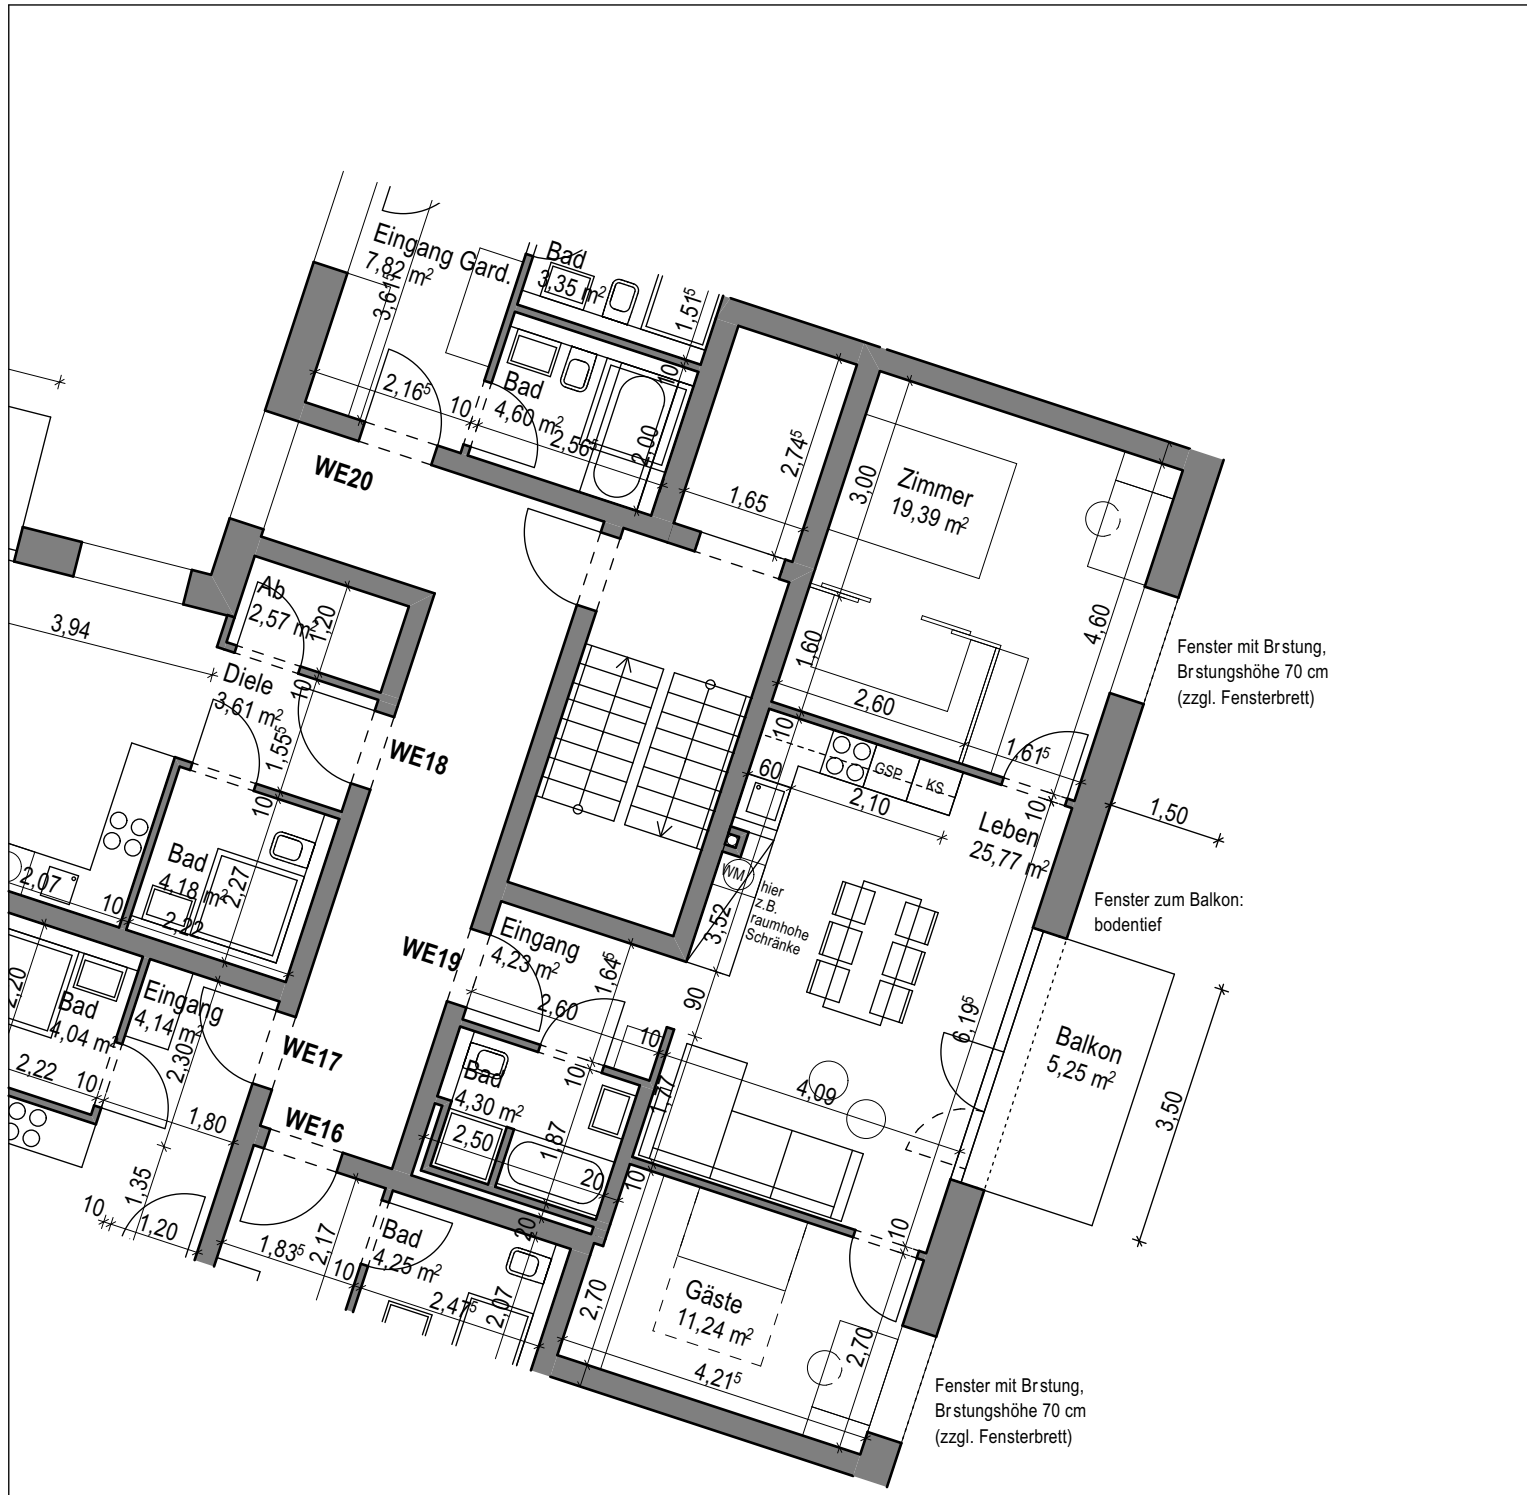 Eingang Gard.
7,82 m²
3,61⁵
Bad
3,35 m²
1,51⁵
2,16⁵
10
Bad
4,60 m²
10
2,56⁵
2,00
WE20
1,65
2,74⁵
3,00
Zimmer
19,39 m²
4,60
1,60
2,60
1,61⁵
Fenster mit Brstung,
Brstungshöhe 70 cm
(zzgl. Fensterbrett)
Ab
2,57 m²
1,20
3,94
Diele
3,61 m²
10
1,55⁵
WE18
10
10
60
GSP
KS
2,10
10
Leben
25,77 m²
1,50
Bad
4,18 m²
2,27
2,07
10
2,22
WM
hier
z.B.
raumhohe
Schränke
3,52
Fenster zum Balkon:
bodentief
WE19
Eingang
4,23 m²
1,64⁵
2,60
90
10
6,19⁵
2,20
Bad
4,04 m²
Eingang
4,14 m²
2,30
2,22
10
WE17
1,80
WE16
Bad
4,30 m²
10
2,50
1,87
20
10
1,77
4,09
Balkon
5,25 m²
3,50
1,35
10
1,20
1,83⁵
2,17
10
Bad
4,25 m²
2,47⁵
2,07
20
2,70
10
Gäste
11,24 m²
2,70
4,21⁵
Fenster mit Brstung,
Brstungshöhe 70 cm
(zzgl. Fensterbrett)